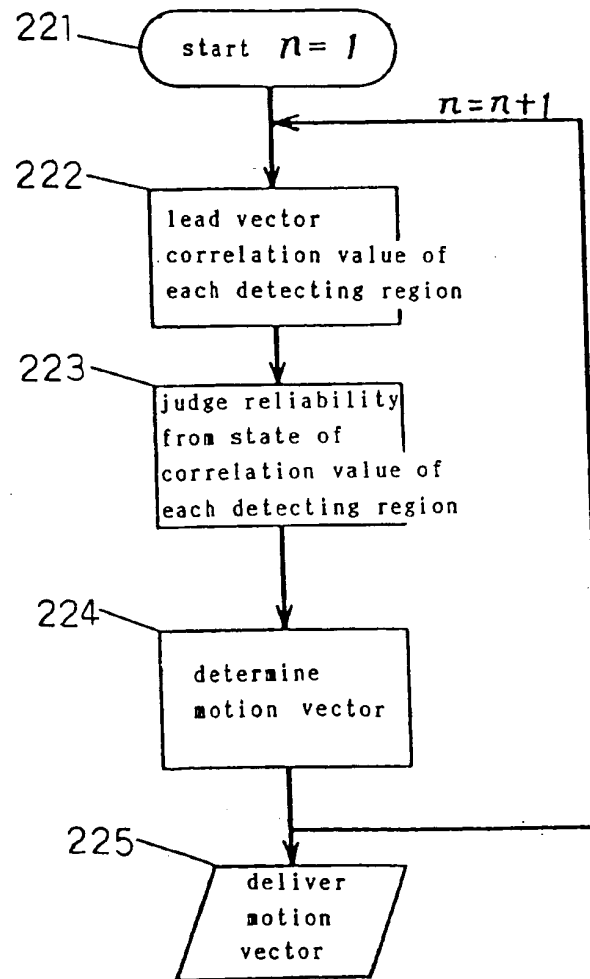 221
start n = 1
n=n+1
222
lead vector
correlation value of
each detecting region
223
judge reliability
from state of
correlation value of
each detecting region
224
determine
motion vector
225
deliver
motion
vector